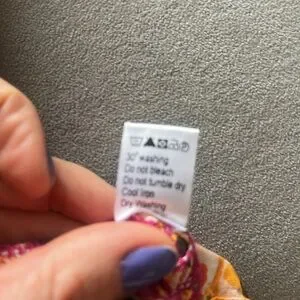 30° washing
Do not bleach
Do not tumble dry
Cool Iron
Dry Washing